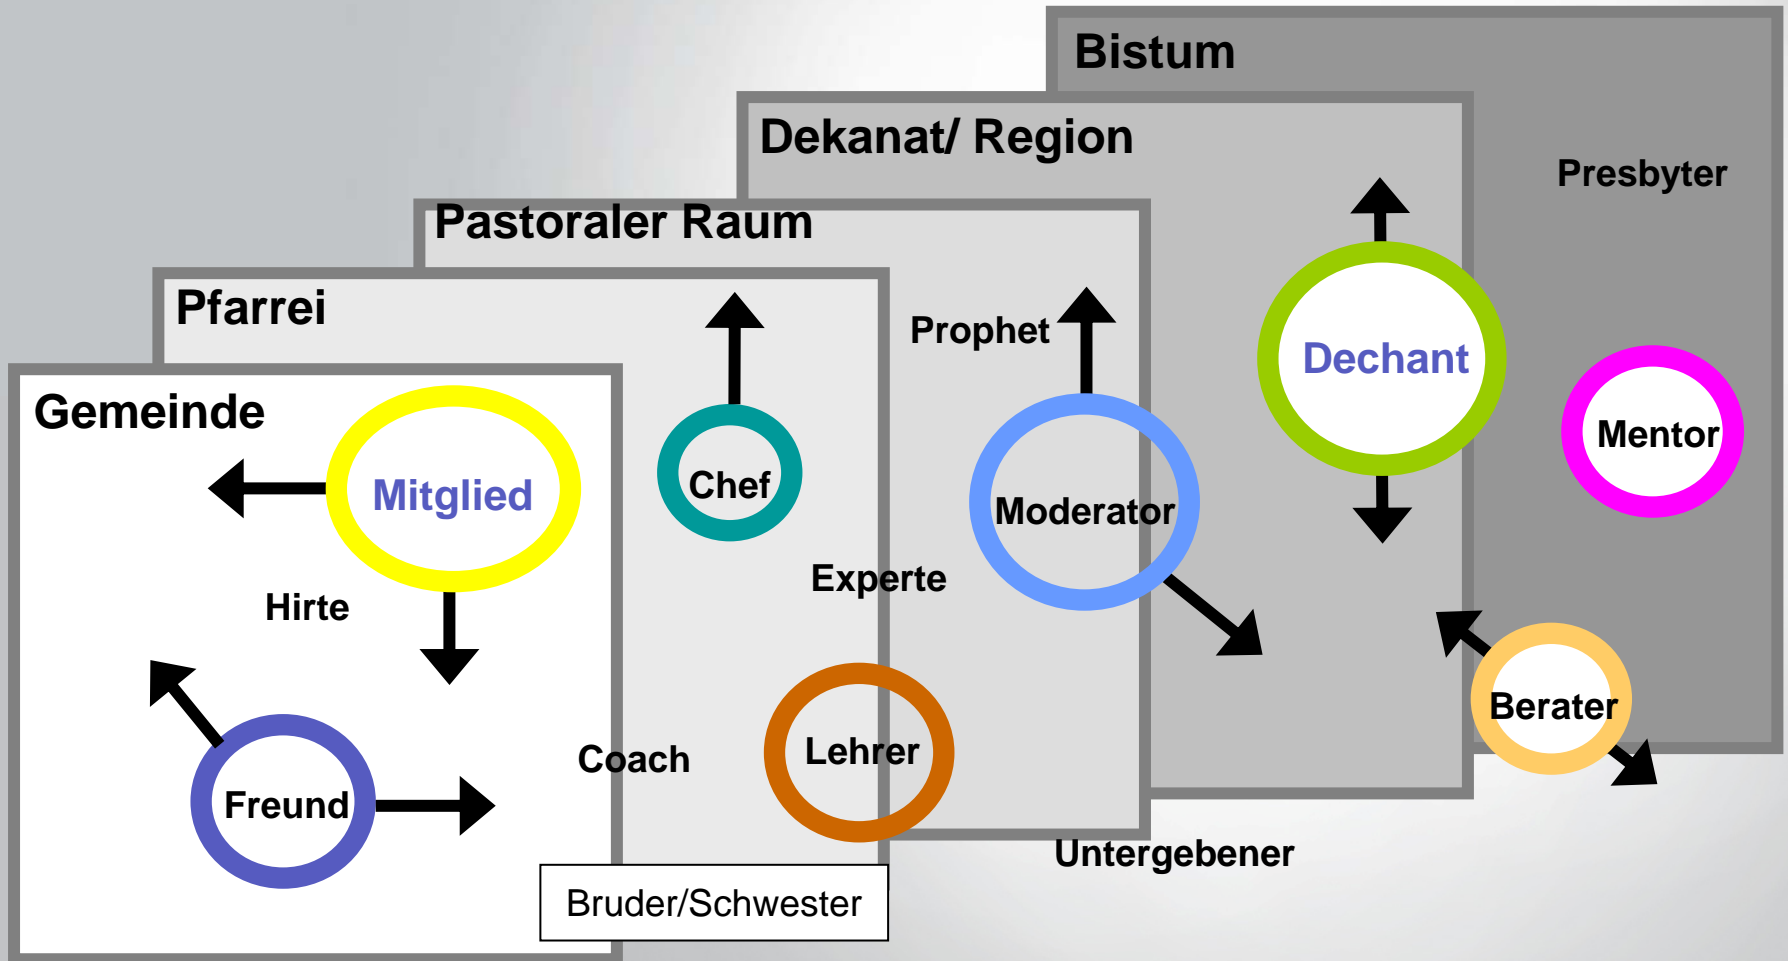 Bistum
Dekanat/ Region
Presbyter
Pastoraler Raum
Pfarrei
Prophet
Dechant
Gemeinde
Mentor
Mitglied
Chef
Moderator
Experte
Hirte
Berater
Lehrer
Coach
Freund
Untergebener
Bruder/Schwester